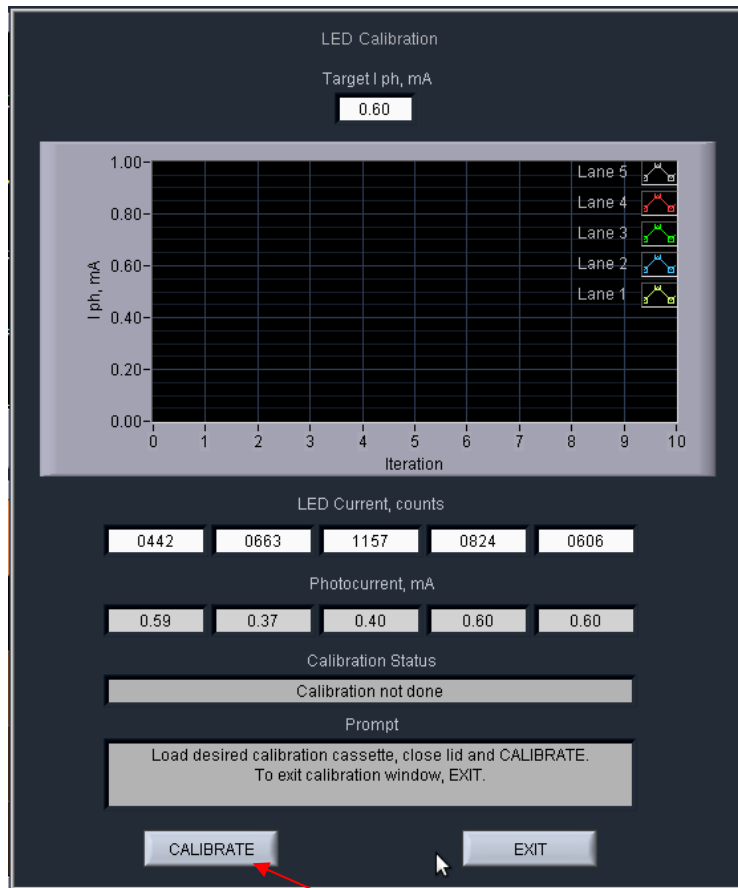 LED Calibration
Target I ph, mA
0.60
1.00
0.80
0.60
0.40
0.20
0.00
I ph, mA
0 1 2 3 4 5 6 7 8 9 10
Iteration
Lane 5
Lane 4
Lane 3
Lane 2
Lane 1
LED Current, counts
0442 0663 1157 0824 0606
Photocurrent, mA
0.59 0.37 0.40 0.60 0.60
Calibration Status
Calibration not done
Prompt
Load desired calibration cassette, close lid and CALIBRATE.
To exit calibration window, EXIT.
CALIBRATE EXIT